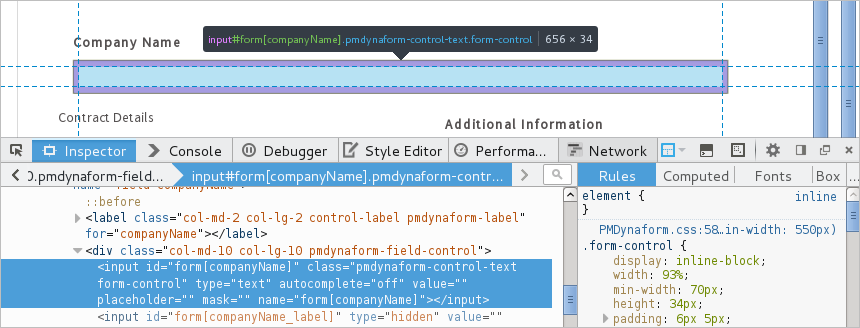 Company Name
input#form[companyName].pmdynaform-control-text.form-control | 656 × 34
Contract Details
Additional Information
Inspector Console Debugger Style Editor Performa... Network
0.pmdynaform-field... input#form[companyName].pmdynaform-contr...
Rules Computed Fonts Box
::before
<label class="col-md-2 col-lg-2 control-label pmdynaform-label"
for="companyName"></label>
<div class="col-md-10 col-lg-10 pmdynaform-field-control">
<input id="form[companyName]" class="pmdynaform-control-text
form-control" type="text" autocomplete="off" value=""
placeholder="" mask="" name="form[companyName]"></input>
<input id="form[companyName_label]" type="hidden" value=""
element { inline
}
PMDynaform.css:58...in-width: 550px)
.form-control {
display: inline-block;
width: 93%;
min-width: 70px;
height: 34px;
padding: 6px 5px;